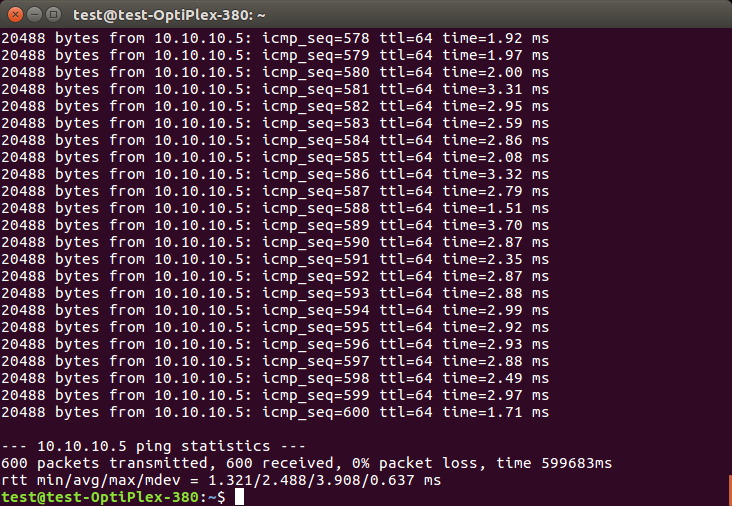 test@test-OptiPlex-380: ~
20488 bytes from 10.10.10.5: icmp_seq=578 ttl=64 time=1.92 ms
20488 bytes from 10.10.10.5: icmp_seq=579 ttl=64 time=1.97 ms
20488 bytes from 10.10.10.5: icmp_seq=580 ttl=64 time=2.00 ms
20488 bytes from 10.10.10.5: icmp_seq=581 ttl=64 time=3.31 ms
20488 bytes from 10.10.10.5: icmp_seq=582 ttl=64 time=2.95 ms
20488 bytes from 10.10.10.5: icmp_seq=583 ttl=64 time=2.59 ms
20488 bytes from 10.10.10.5: icmp_seq=584 ttl=64 time=2.86 ms
20488 bytes from 10.10.10.5: icmp_seq=585 ttl=64 time=2.08 ms
20488 bytes from 10.10.10.5: icmp_seq=586 ttl=64 time=3.32 ms
20488 bytes from 10.10.10.5: icmp_seq=587 ttl=64 time=2.79 ms
20488 bytes from 10.10.10.5: icmp_seq=588 ttl=64 time=1.51 ms
20488 bytes from 10.10.10.5: icmp_seq=589 ttl=64 time=3.70 ms
20488 bytes from 10.10.10.5: icmp_seq=590 ttl=64 time=2.87 ms
20488 bytes from 10.10.10.5: icmp_seq=591 ttl=64 time=2.35 ms
20488 bytes from 10.10.10.5: icmp_seq=592 ttl=64 time=2.87 ms
20488 bytes from 10.10.10.5: icmp_seq=593 ttl=64 time=2.88 ms
20488 bytes from 10.10.10.5: icmp_seq=594 ttl=64 time=2.99 ms
20488 bytes from 10.10.10.5: icmp_seq=595 ttl=64 time=2.92 ms
20488 bytes from 10.10.10.5: icmp_seq=596 ttl=64 time=2.93 ms
20488 bytes from 10.10.10.5: icmp_seq=597 ttl=64 time=2.88 ms
20488 bytes from 10.10.10.5: icmp_seq=598 ttl=64 time=2.49 ms
20488 bytes from 10.10.10.5: icmp_seq=599 ttl=64 time=2.97 ms
20488 bytes from 10.10.10.5: icmp_seq=600 ttl=64 time=1.71 ms
--- 10.10.10.5 ping statistics ---
600 packets transmitted, 600 received, 0% packet loss, time 599683ms
rtt min/avg/max/mdev = 1.321/2.488/3.908/0.637 ms
test@test-OptiPlex-380:~$